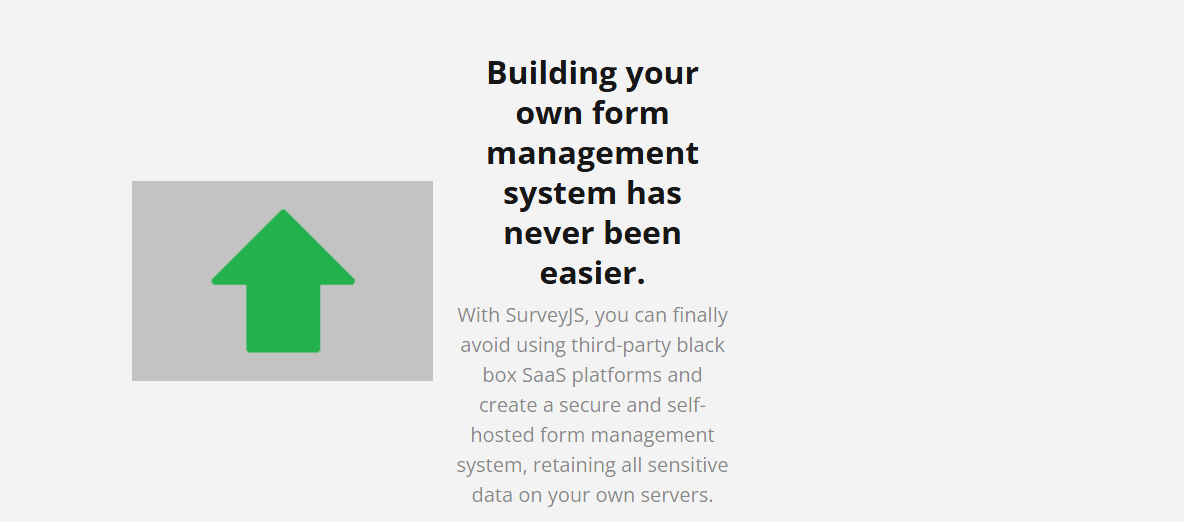 Building your
own form
management
system has
never been
easier.
With SurveyJS, you can finally
avoid using third-party black
box SaaS platforms and
create a secure and self-
hosted form management
system, retaining all sensitive
data on your own servers.